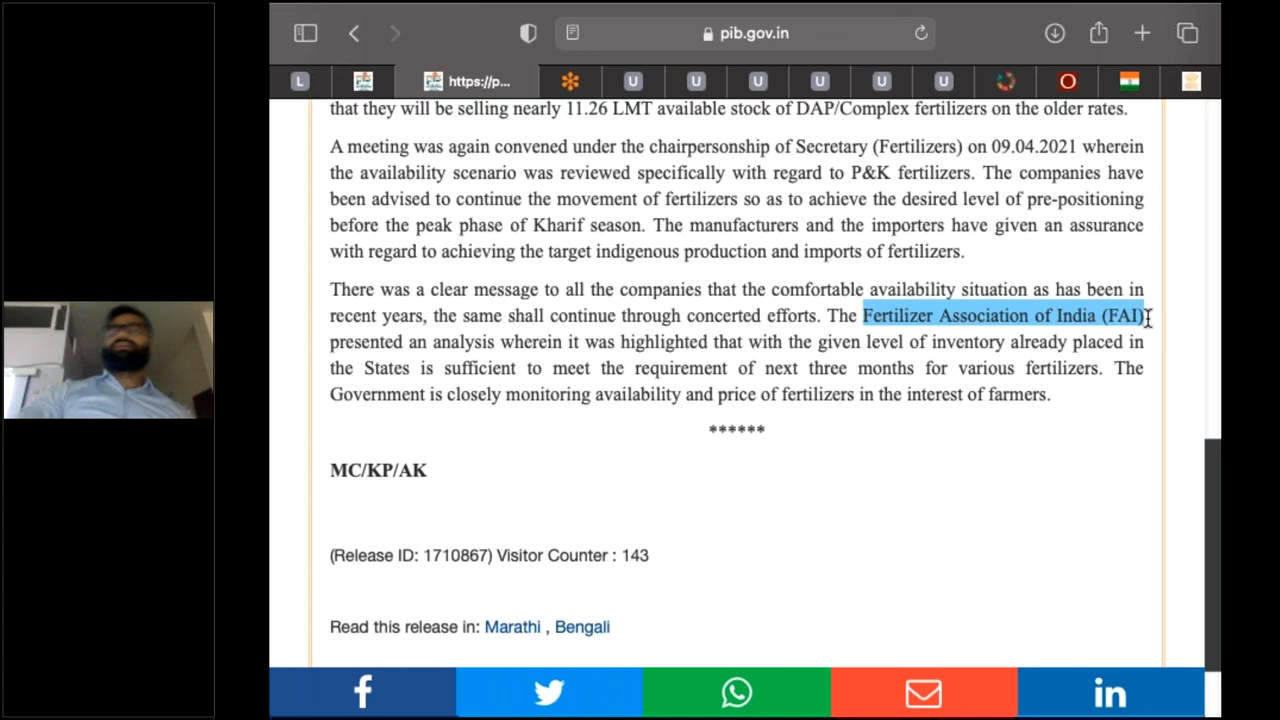 pib.gov.in
L
https://p...
U
U
U
U
U
U
O
that they will be selling nearly 11.26 LMT available stock of DAP/Complex fertilizers on the older rates.
A meeting was again convened under the chairpersonship of Secretary (Fertilizers) on 09.04.2021 wherein
the availability scenario was reviewed specifically with regard to P&K fertilizers. The companies have
been advised to continue the movement of fertilizers so as to achieve the desired level of pre-positioning
before the peak phase of Kharif season. The manufacturers and the importers have given an assurance
with regard to achieving the target indigenous production and imports of fertilizers.
There was a clear message to all the companies that the comfortable availability situation as has been in
recent years, the same shall continue through concerted efforts. The Fertilizer Association of India (FAI)
presented an analysis wherein it was highlighted that with the given level of inventory already placed in
the States is sufficient to meet the requirement of next three months for various fertilizers. The
Government is closely monitoring availability and price of fertilizers in the interest of farmers.
******
MC/KP/AK
(Release ID: 1710867) Visitor Counter : 143
Read this release in: Marathi , Bengali